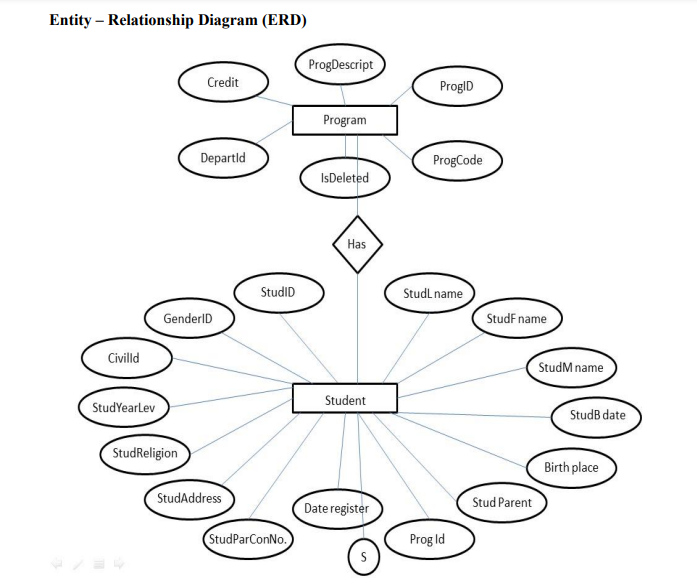 Entity – Relationship Diagram (ERD)
ProgDescript
Credit
ProgID
Program
DepartId
ProgCode
IsDeleted
Has
StudID
StudL name
GenderID
StudF name
CivilId
StudM name
Student
StudYearLev
StudB date
StudReligion
Birth place
StudAddress
Stud Parent
Date register
StudParConNo.
Prog Id
S